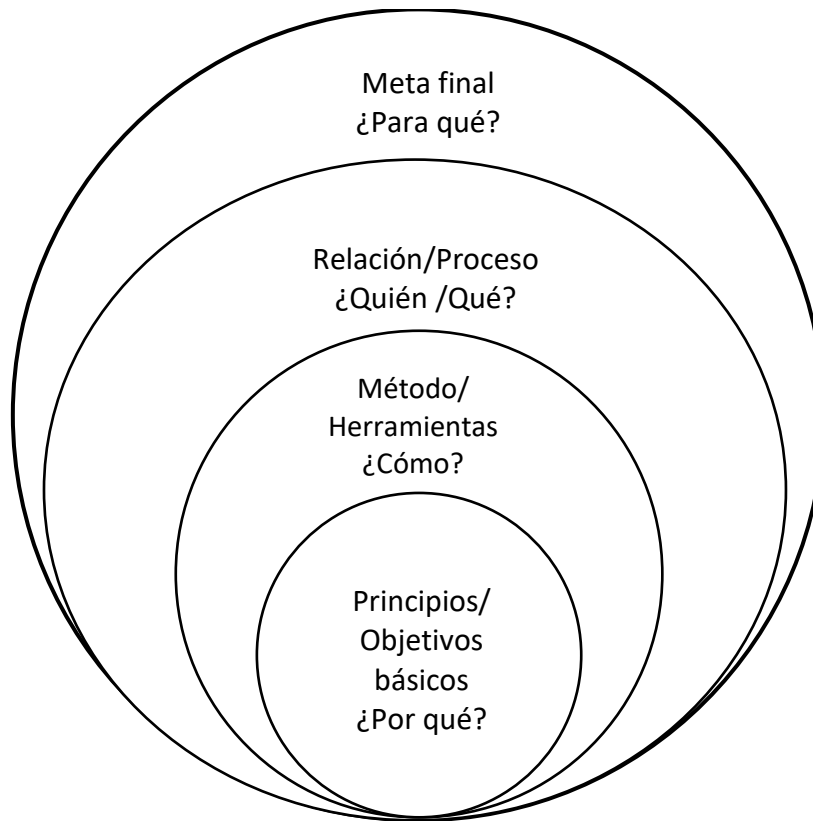 Meta final
¿Para qué?
Relación/Proceso
¿Quién /Qué?
Método/
Herramientas
¿Cómo?
Principios/
Objetivos
básicos
¿Por qué?